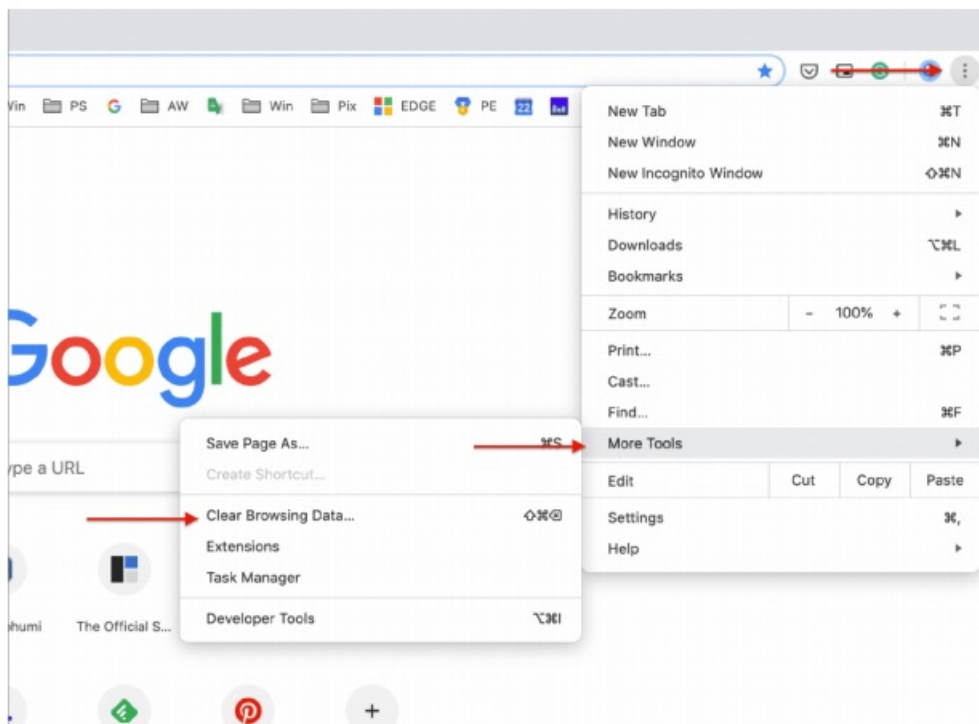 Win PS AW Win Pix EDGE PE 22
New Tab ⌘T
New Window ⌘N
New Incognito Window ⇧⌘N
History
Downloads ⌥⌘L
Bookmarks
Zoom - 100% +
Print... ⌘P
Cast...
Find... ⌘F
More Tools
Edit Cut Copy Paste
Settings ⌘,
Help
Google
ype a URL
Save Page As... ⌘S
Create Shortcut...
Clear Browsing Data... ⇧⌘⌫
Extensions
Task Manager
Developer Tools ⌥⌘I
ohumi The Official S...